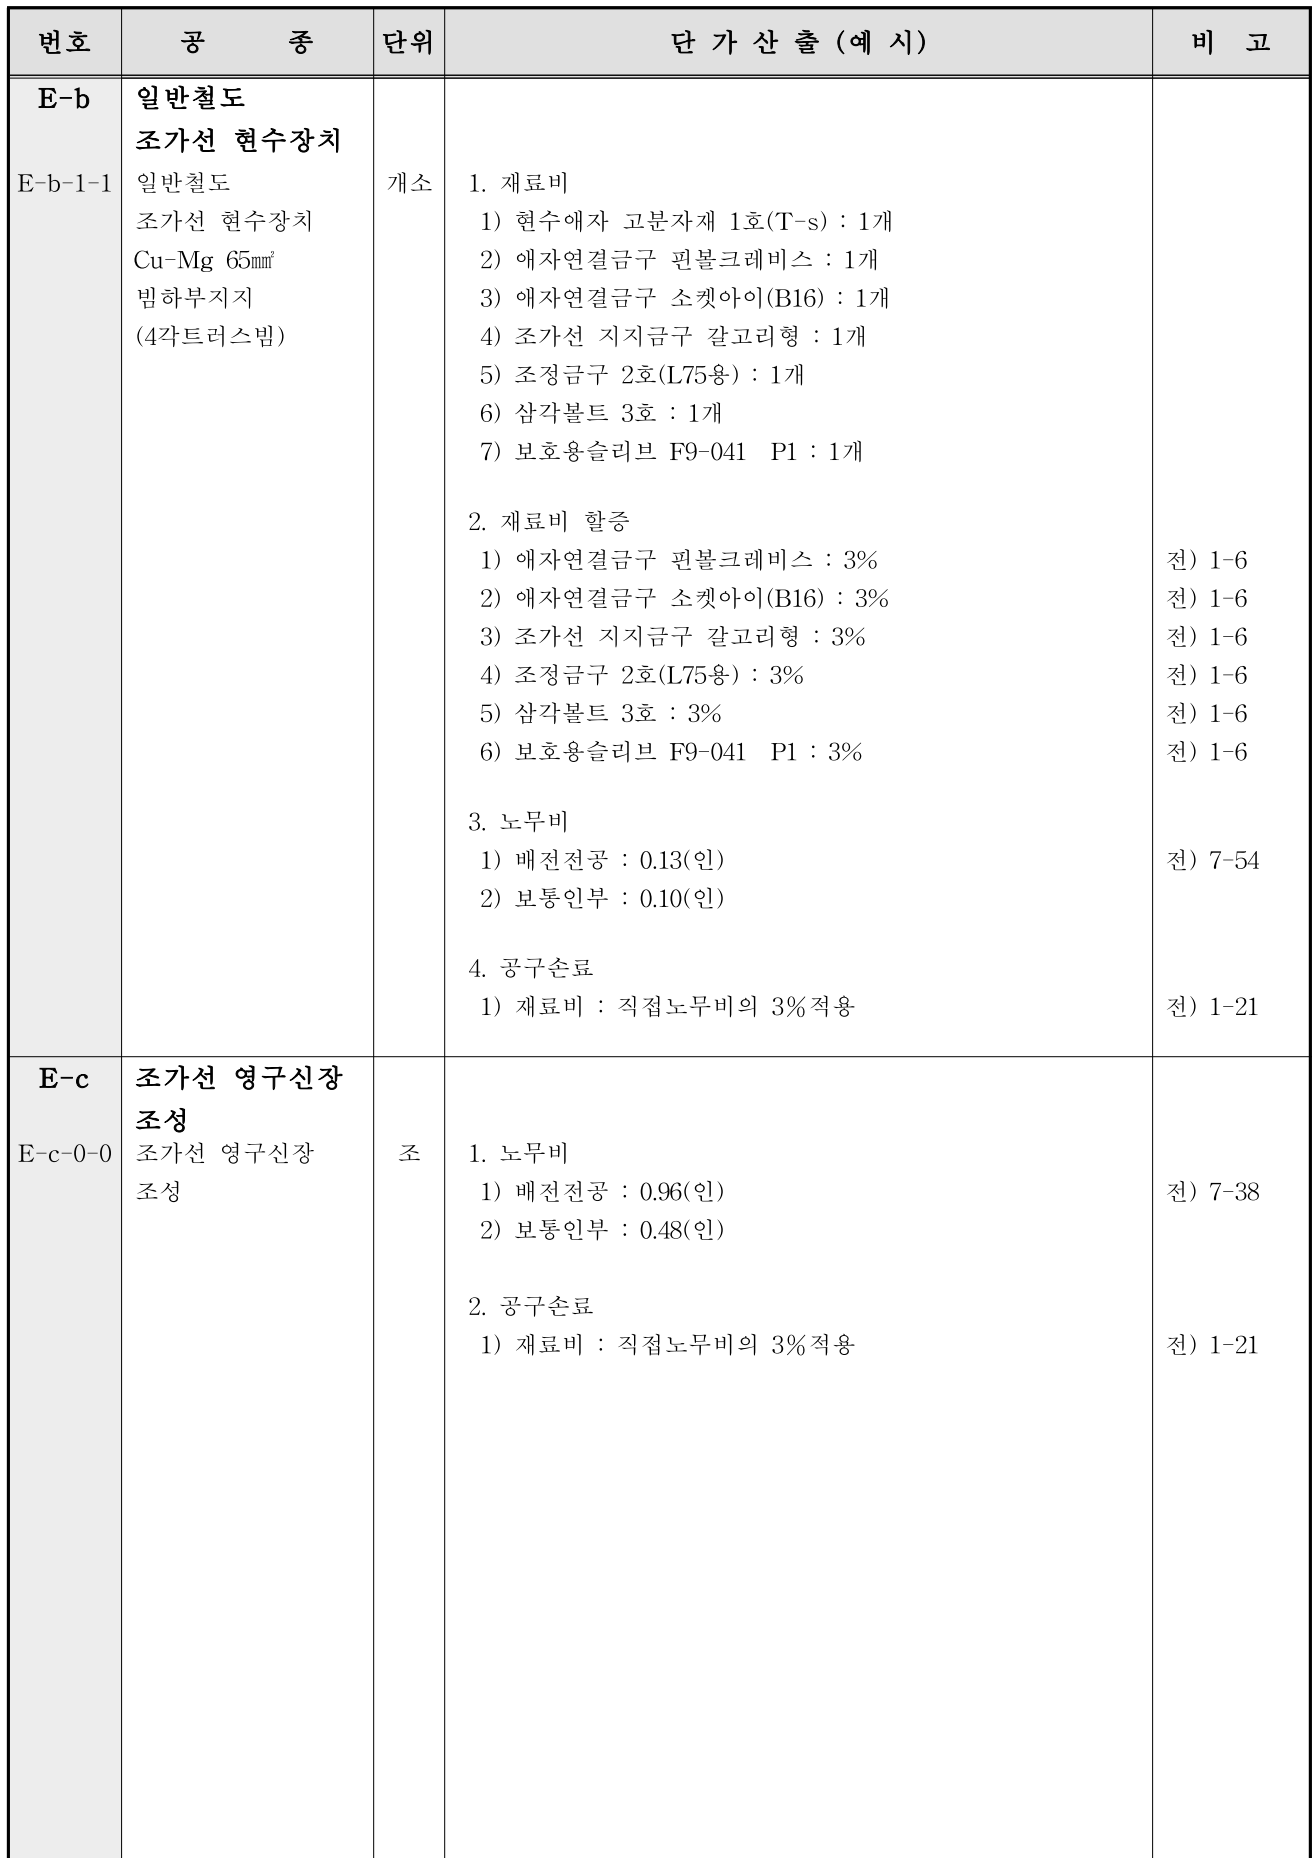 번호 공 종 단위 단 가 산 출 (예 시) 비 고
E-b 일반철도
조가선 현수장치
E-b-1-1 일반철도 개소 1. 재료비
조가선 현수장치 1) 현수애자 고분자재 1호(T-s) : 1개
Cu-Mg 65㎟ 2) 애자연결금구 핀볼크레비스 : 1개
빔하부지지 3) 애자연결금구 소켓아이(B16) : 1개
(4각트러스빔) 4) 조가선 지지금구 갈고리형 : 1개
5) 조정금구 2호(L75용) : 1개
6) 삼각볼트 3호 : 1개
7) 보호용슬리브 F9-041 P1 : 1개
2. 재료비 할증
1) 애자연결금구 핀볼크레비스 : 3% 전) 1-6
2) 애자연결금구 소켓아이(B16) : 3% 전) 1-6
3) 조가선 지지금구 갈고리형 : 3% 전) 1-6
4) 조정금구 2호(L75용) : 3% 전) 1-6
5) 삼각볼트 3호 : 3% 전) 1-6
6) 보호용슬리브 F9-041 P1 : 3% 전) 1-6
3. 노무비
1) 배전전공 : 0.13(인) 전) 7-54
2) 보통인부 : 0.10(인)
4. 공구손료
1) 재료비 : 직접노무비의 3%적용 전) 1-21
E-c 조가선 영구신장
조성
E-c-0-0 조가선 영구신장 조 1. 노무비
조성 1) 배전전공 : 0.96(인) 전) 7-38
2) 보통인부 : 0.48(인)
2. 공구손료
1) 재료비 : 직접노무비의 3%적용 전) 1-21